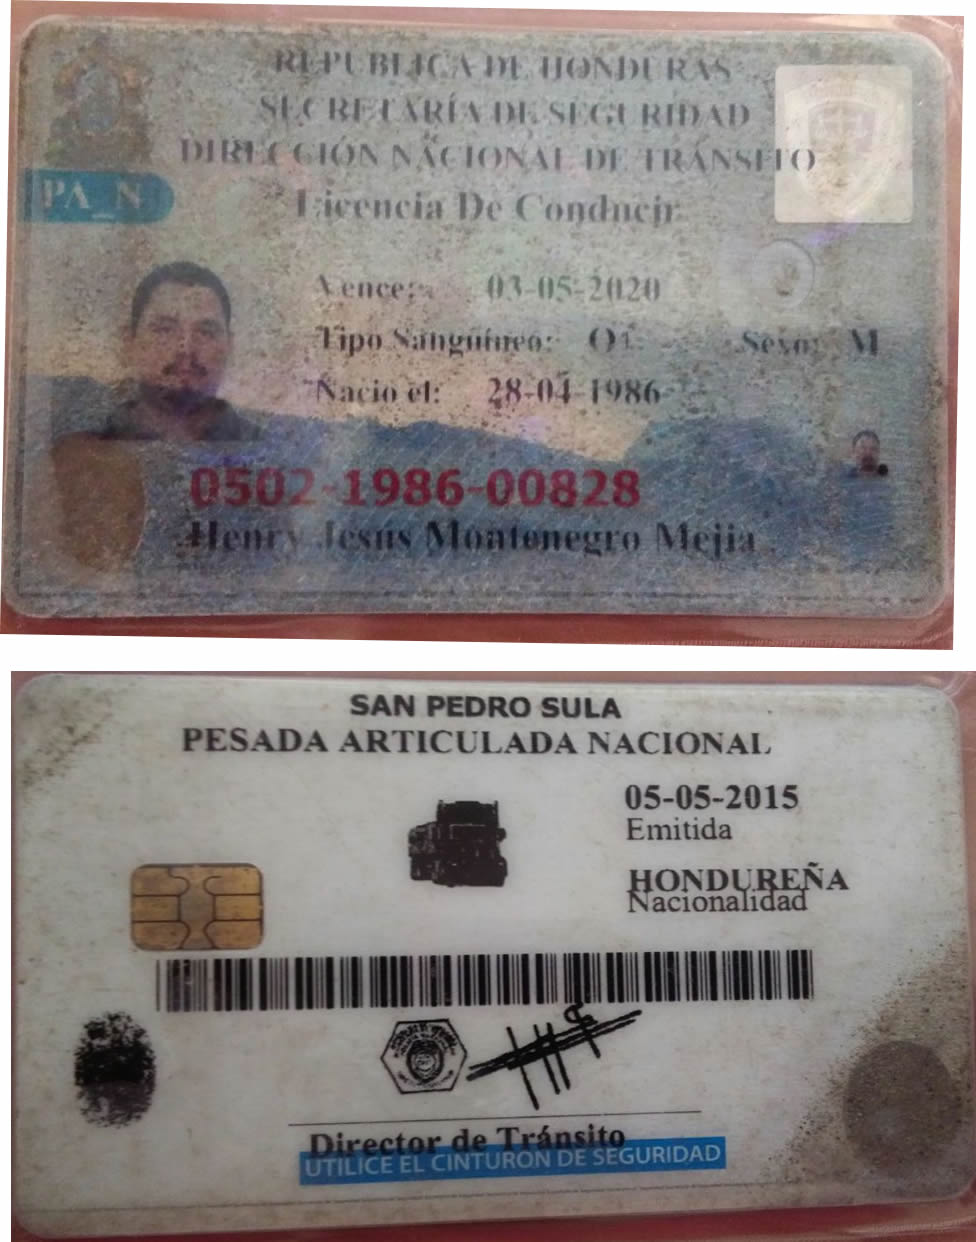 REPUBLICA DE HONDURAS
SECRETARÍA DE SEGURIDAD
DIRECCIÓN NACIONAL DE TRÁNSITO
PA_N
Licencia De Conducir
Vence: 03-05-2020
Tipo Sanguíneo: Sexo: M
Nacio el: 28-04-1986
0502-1986-00828
Henry Jesus Montenegro Mejia
SAN PEDRO SULA
PESADA ARTICULADA NACIONAL
05-05-2015
Emitida
HONDUREÑA
Nacionalidad
Director de Tránsito
UTILICE EL CINTURON DE SEGURIDAD